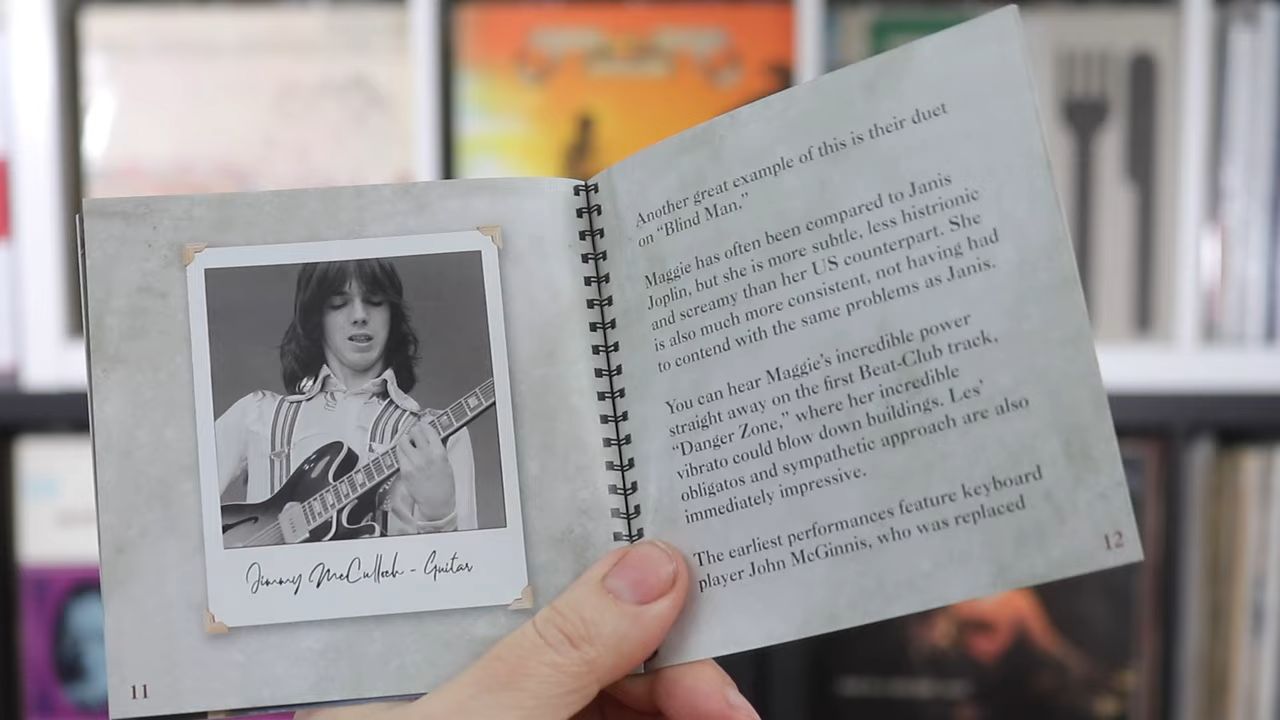 Jimmy McCulloch - Guitar
11
Another great example of this is their duet
on “Blind Man.”
Maggie has often been compared to Janis
Joplin, but she is more subtle, less histrionic
and screamy than her US counterpart. She
is also much more consistent, not having had
to contend with the same problems as Janis.
You can hear Maggie’s incredible power
straight away on the first Beat-Club track,
“Danger Zone,” where her incredible
vibrato could blow down buildings. Les’
obligatos and sympathetic approach are also
immediately impressive.
The earliest performances feature keyboard
player John McGinnis, who was replaced
12